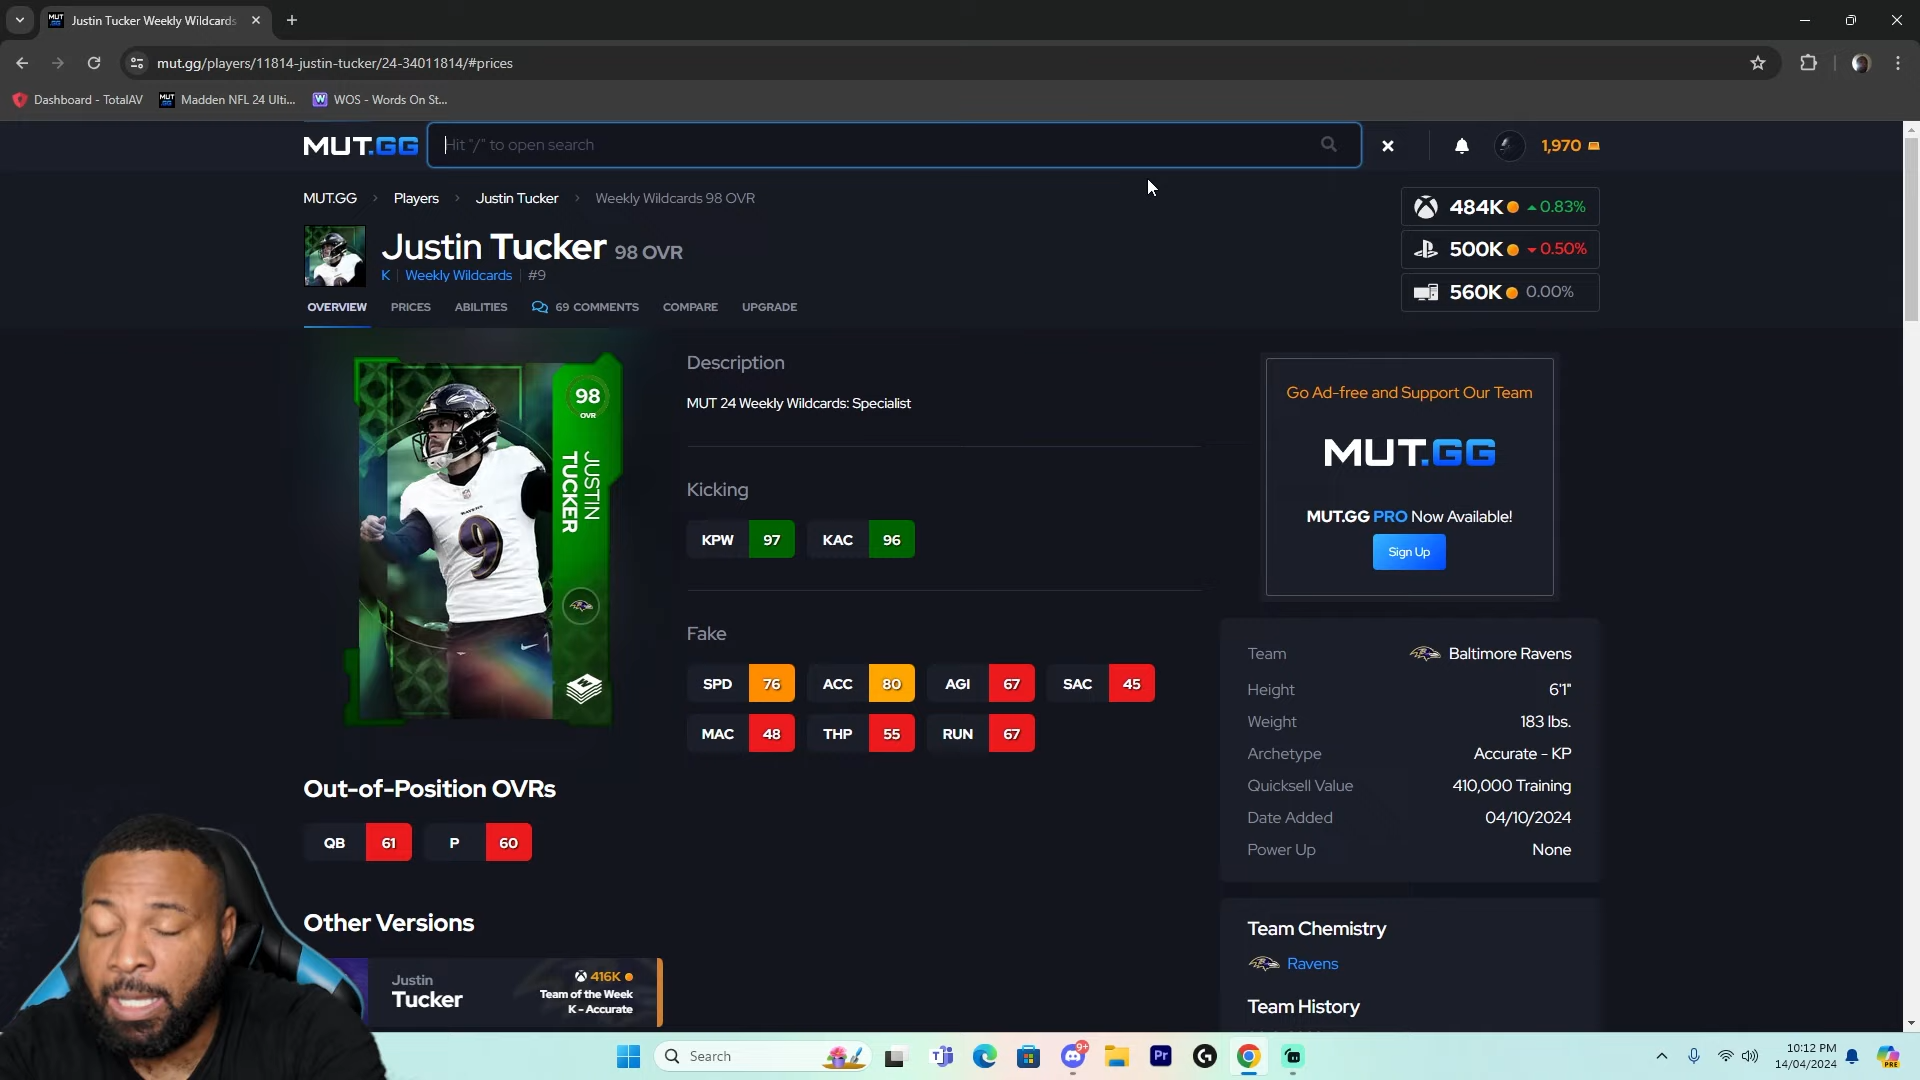 Justin Tucker Weekly Wildcards
mut.gg/players/11814-justin-tucker/24-34011814/#prices
Dashboard - TotalAV
Madden NFL 24 Ulti...
WOS - Words On St...
MUT.GG
Hit "/" to open search
1,970
MUT.GG > Players > Justin Tucker > Weekly Wildcards 98 OVR
484K 0.83%
Justin Tucker 98 OVR
500K 0.50%
K | Weekly Wildcards | #9
560K 0.00%
OVERVIEW PRICES ABILITIES 69 COMMENTS COMPARE UPGRADE
98
OVR
JUSTIN
TUCKER
RAVENS
9
Description
MUT 24 Weekly Wildcards: Specialist
Kicking
KPW 97 KAC 96
Fake
SPD 76 ACC 80 AGI 67 SAC 45
MAC 48 THP 55 RUN 67
Go Ad-free and Support Our Team
MUT.GG
MUT.GG PRO Now Available!
Sign Up
Team Baltimore Ravens
Height 6'1"
Weight 183 lbs.
Archetype Accurate - KP
Quicksell Value 410,000 Training
Date Added 04/10/2024
Power Up None
Out-of-Position OVRs
QB 61 P 60
Other Versions
Justin
Tucker
416K
Team of the Week
K - Accurate
Team Chemistry
Ravens
Team History
Search
9+
Pr
10:12 PM
14/04/2024
PRE